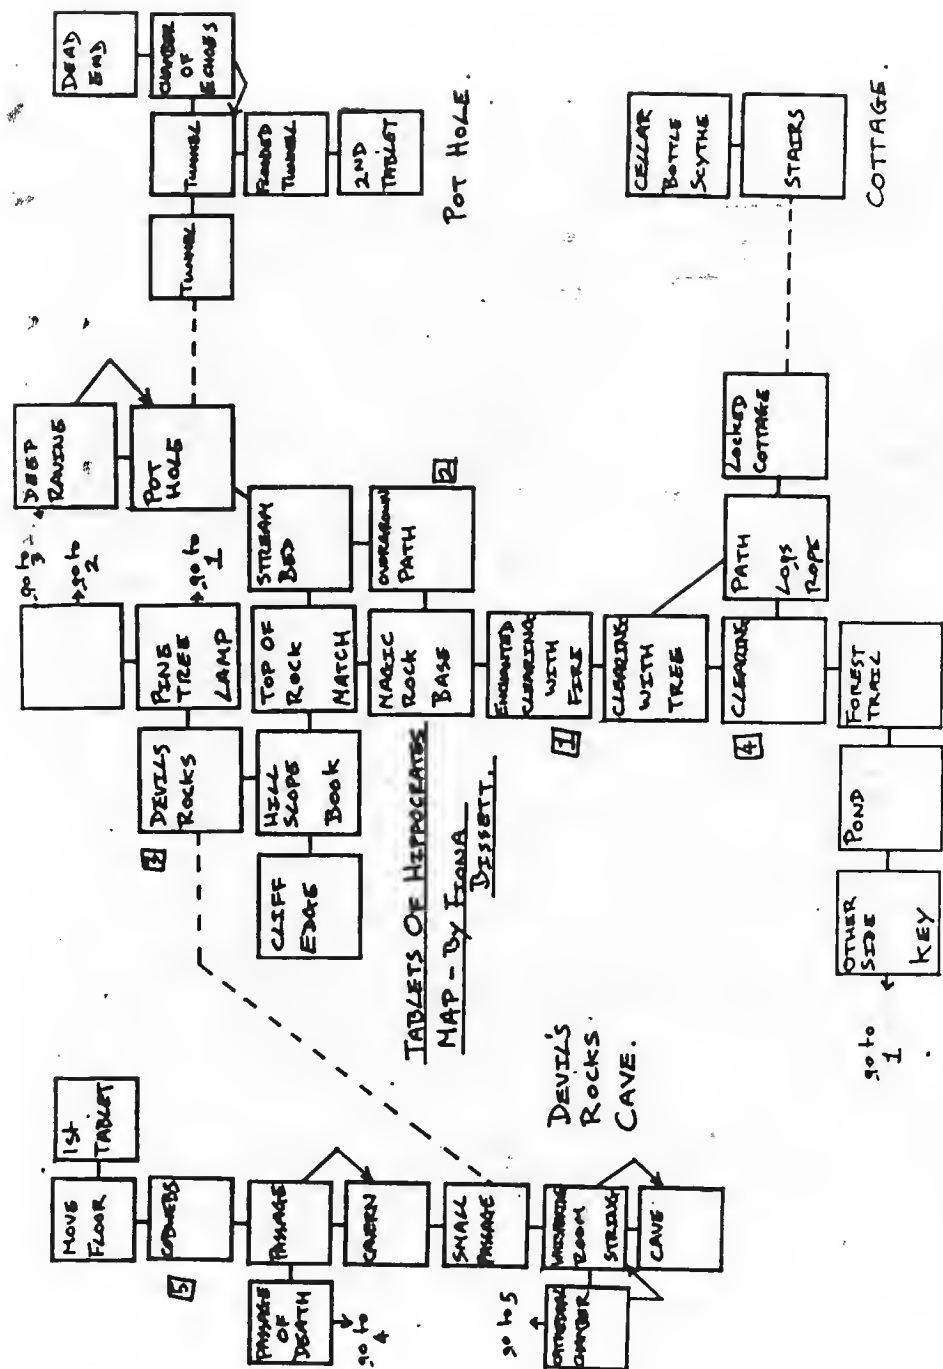 MOVE
FLOOR
1st
TABLET
COBWEBS
5
PASSAGE
PASSAGE
OF
DEATH
go to
4
CAVERN
SMALL
PASSAGE
ROOM
STRING
CATHEDRAL
CHAMBER
go to 5
CAVE
DEVIL'S
ROCKS
CAVE.
go to
3
go to
2
DEEP
RAVINE
PINE
TREE
LAMP
go to
1
POT
HOLE
3
DEVILS
ROCKS
CLIFF
EDGE
HILL
SLOPE
BOOK
TOP OF
ROCK
MATCH
STREAM
BED
MAGIC
ROCK
BASE
OVERGROWN
PATH
2
TABLETS OF HIPPOCRATES
MAP - By FIONA
BISSETT.
ENCHANTED
CLEARING
WITH
FIRE
1
CLEARING
WITH
TREE
4
CLEARING
PATH
LOGS
ROPE
LOCKED
COTTAGE
OTHER
SIDE
KEY
go to
1
POND
FOREST
TRAIL
DEAD
END
TUNNEL
TUNNEL
CHAMBER
OF
ECHOES
FLOODED
TUNNEL
2ND
TABLET
POT HOLE.
CELLAR
BOTTLE
SCYTHE
STAIRS
COTTAGE.